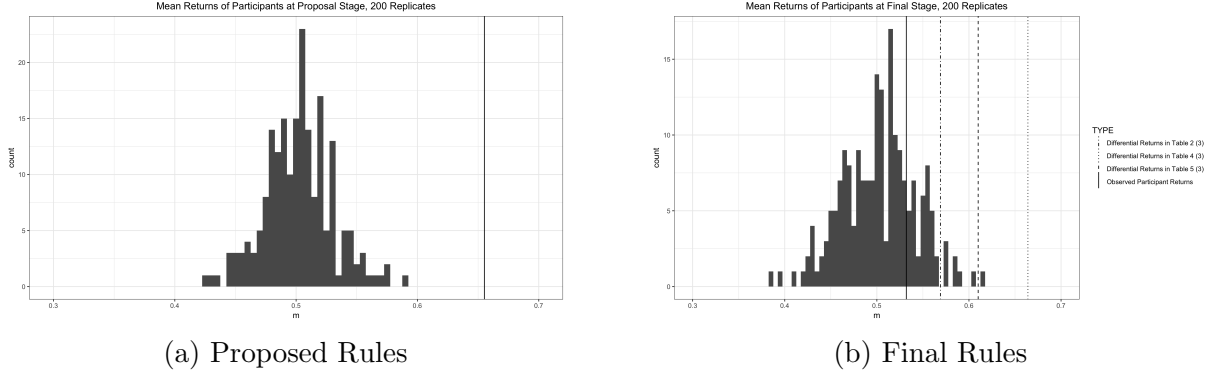 Mean Returns of Participants at Proposal Stage, 200 Replicates
count
20
15
10
5
0
0.3 0.4 0.5 0.6 0.7
m
(a) Proposed Rules
Mean Returns of Participants at Final Stage, 200 Replicates
count
15
10
5
0
0.3 0.4 0.5 0.6 0.7
m
TYPE
Differential Returns in Table 2 (3)
Differential Returns in Table 4 (3)
Differential Returns in Table 5 (3)
Observed Participant Returns
(b) Final Rules